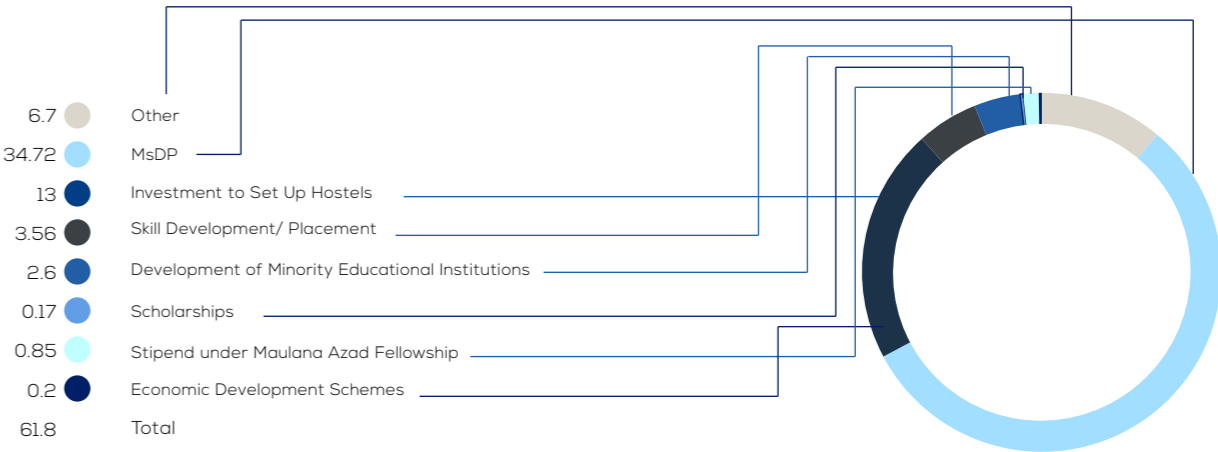 6.7 Other
34.72 MsDP
13 Investment to Set Up Hostels
3.56 Skill Development/ Placement
2.6 Development of Minority Educational Institutions
0.17 Scholarships
0.85 Stipend under Maulana Azad Fellowship
0.2 Economic Development Schemes
61.8 Total